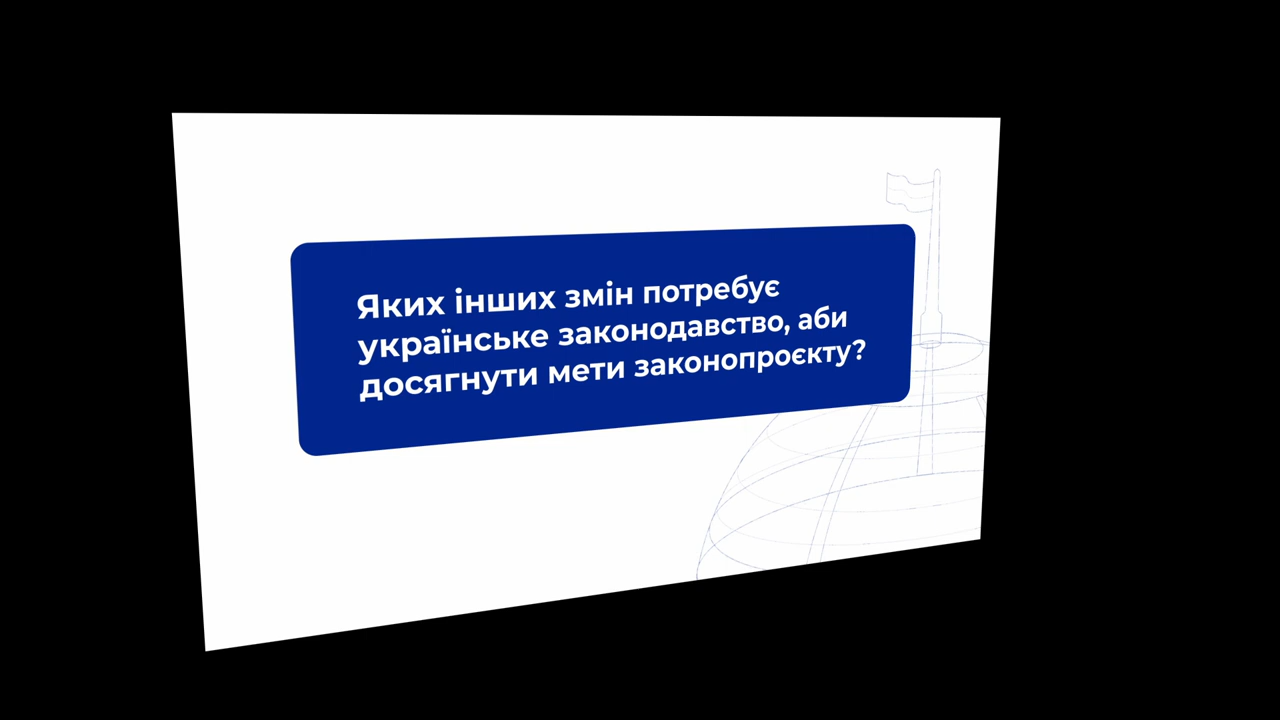 Яких інших змін потребує
українське законодавство, аби
досягнути мети законопроєкту?